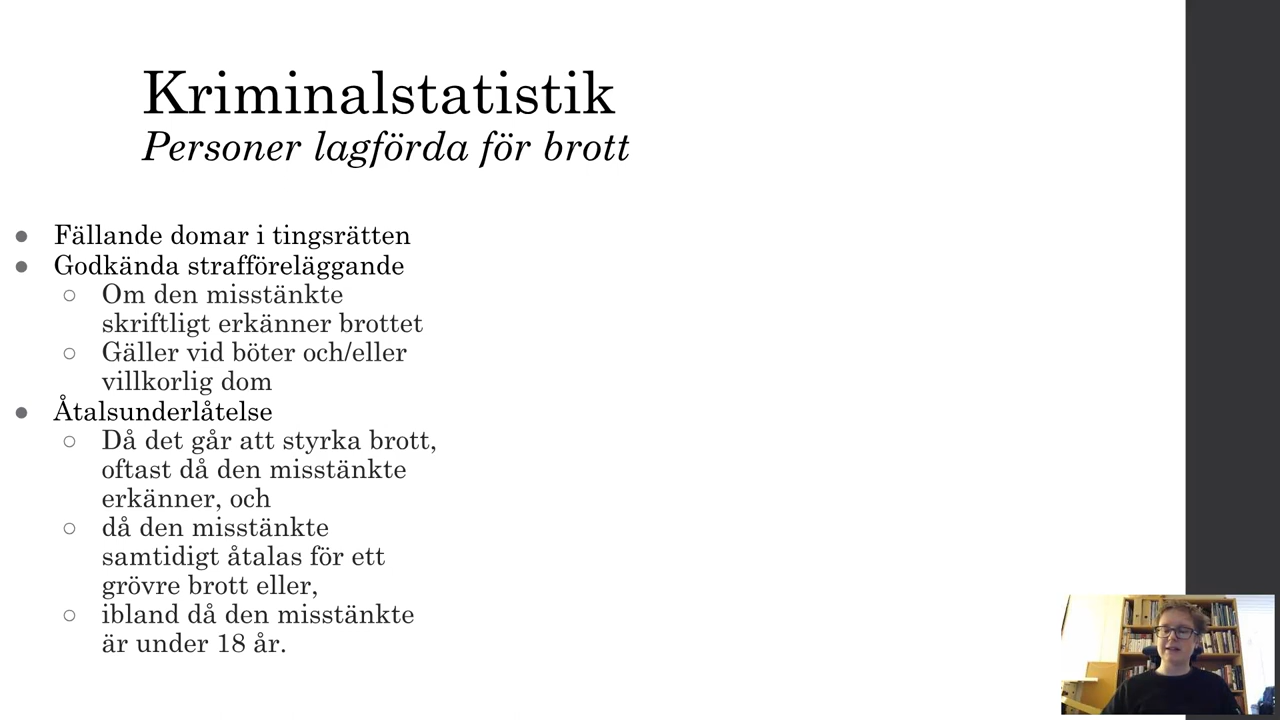 Kriminalstatistik
Personer lagförda för brott
● Fällande domar i tingsrätten
● Godkända strafföreläggande
○ Om den misstänkte
skriftligt erkänner brottet
○ Gäller vid böter och/eller
villkorlig dom
● Åtalsunderlåtelse
○ Då det går att styrka brott,
oftast då den misstänkte
erkänner, och
○ då den misstänkte
samtidigt åtalas för ett
grövre brott eller,
○ ibland då den misstänkte
är under 18 år.